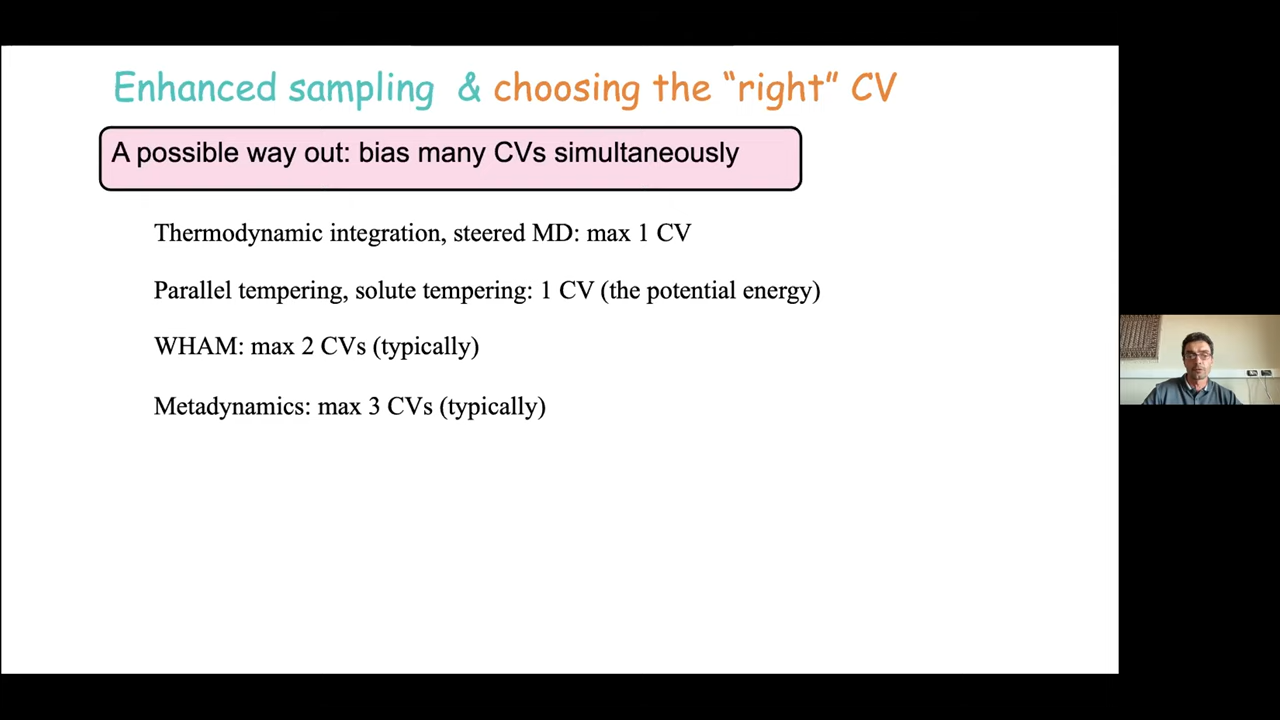 Enhanced sampling & choosing the “right” CV
A possible way out: bias many CVs simultaneously
Thermodynamic integration, steered MD: max 1 CV
Parallel tempering, solute tempering: 1 CV (the potential energy)
WHAM: max 2 CVs (typically)
Metadynamics: max 3 CVs (typically)